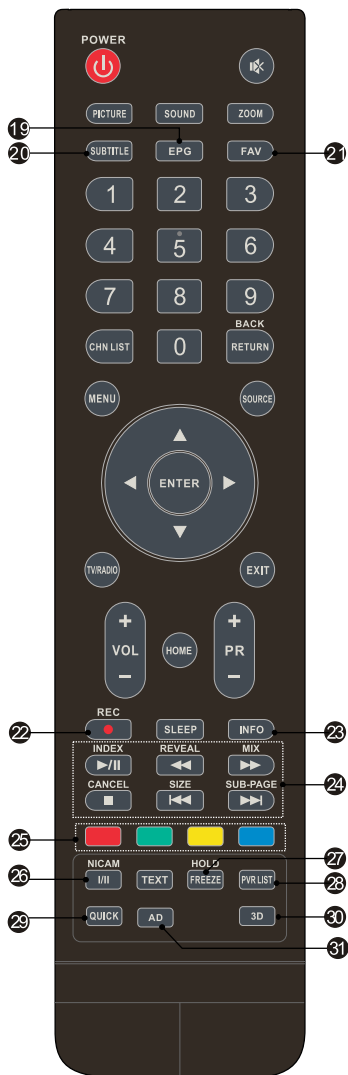 POWER
PICTURE SOUND ZOOM
19
20 SUBTITLE EPG FAV 21
1 2 3
4 5 6
7 8 9
BACK
CHN LIST 0 RETURN
MENU SOURCE
ENTER
TV/RADIO EXIT
+ +
VOL HOME PR
- -
REC
22 SLEEP INFO 23
INDEX REVEAL MIX
24
CANCEL SIZE SUB-PAGE
25
NICAM HOLD 27
26 I/II TEXT FREEZE PVR LIST 28
29 QUICK AD 3D 30
31